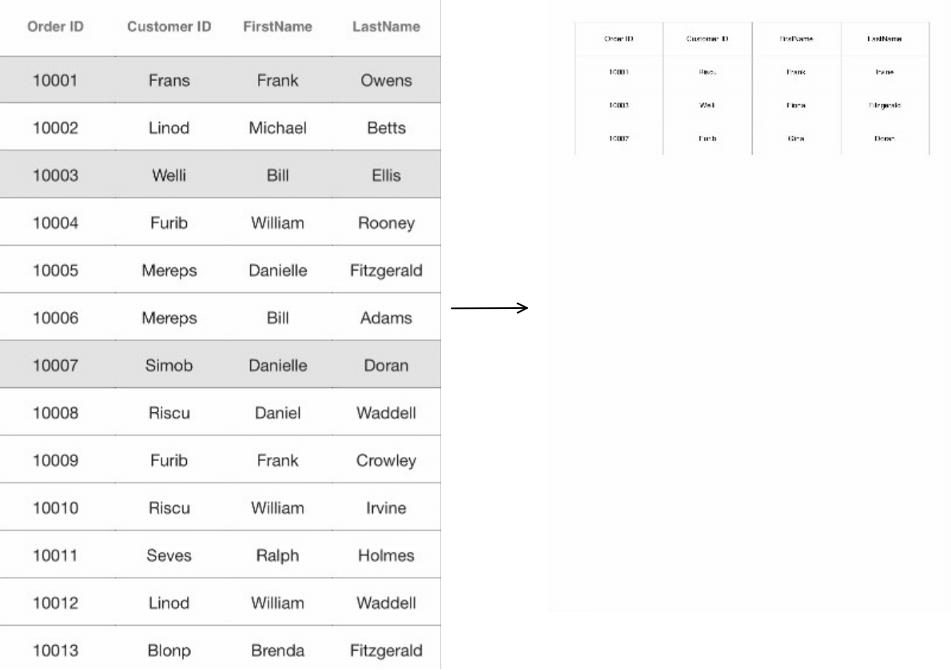 Order ID Customer ID FirstName LastName
10001 Frans Frank Owens
10002 Linod Michael Betts
10003 Welli Bill Ellis
10004 Furib William Rooney
10005 Mereps Danielle Fitzgerald
10006 Mereps Bill Adams
10007 Simob Danielle Doran
10008 Riscu Daniel Waddell
10009 Furib Frank Crowley
10010 Riscu William Irvine
10011 Seves Ralph Holmes
10012 Linod William Waddell
10013 Blonp Brenda Fitzgerald
Order ID Customer ID FirstName LastName
10001 Riscu Frank Irvine
10003 Welli Fiona Fitzgerald
10007 Furib Gina Doran